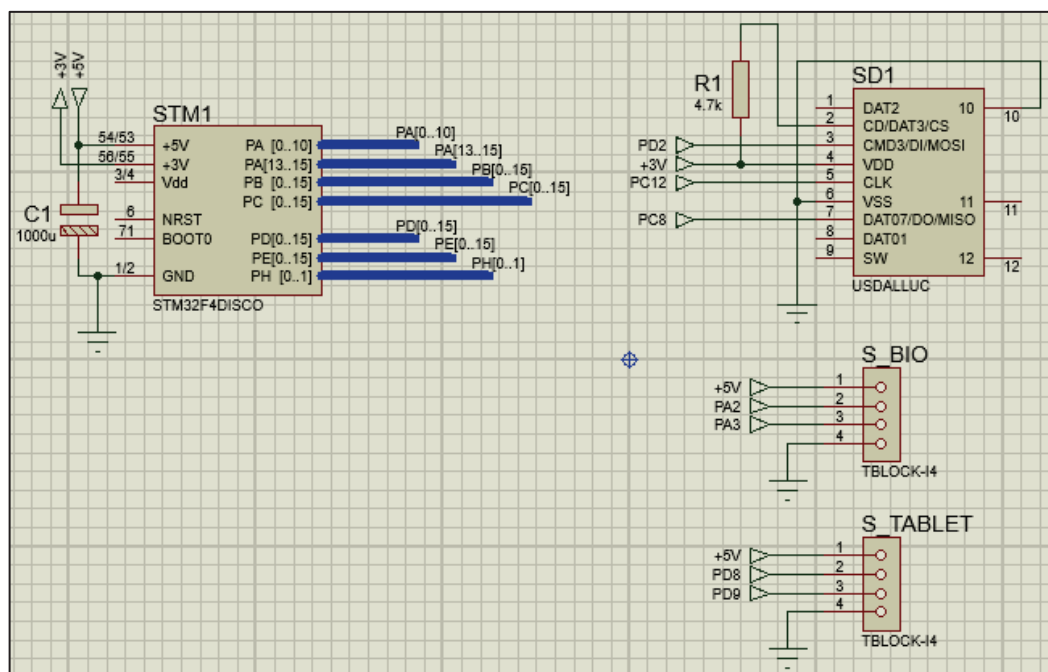 +3V
+5V
STM1
54/53
+5V
PA [0..10]
PA[0..10]
56/55
+3V
PA[13..15]
PA[13..15]
3/4
Vdd
PB [0..15]
PB[0..15]
PC [0..15]
PC[0..15]
6
NRST
71
BOOT0
PD[0..15]
PD[0..15]
PE[0..15]
PE[0..15]
1/2
GND
PH [0..1]
PH[0..1]
STM32F4DISCO
C1
1000u
R1
4.7k
SD1
1
DAT2
10
10
2
CD/DAT3/CS
PD2
3
CMD3/DI/MOSI
+3V
4
VDD
PC12
5
CLK
6
VSS
11
11
PC8
7
DAT07/DO/MISO
8
DAT01
9
SW
12
12
USDALLUC
S_BIO
+5V
1
PA2
2
PA3
3
4
TBLOCK-I4
S_TABLET
+5V
1
PD8
2
PD9
3
4
TBLOCK-I4